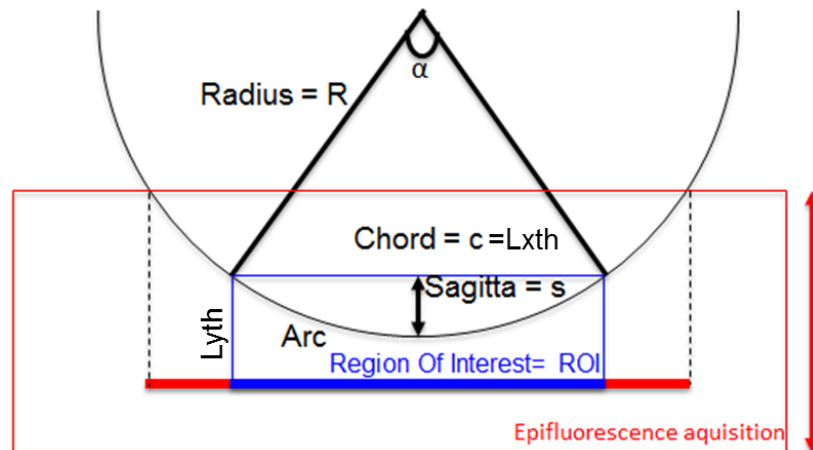 α
Radius = R
Chord = c =Lxth
Sagitta = s
Lyth
Arc
Region Of Interest= ROI
Epifluorescence aquisition